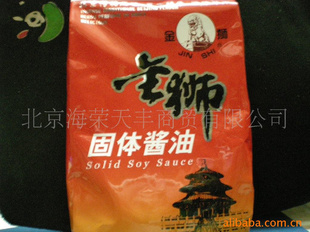 金 狮
JIN SHI
金狮
北京海荣天丰商贸有限公司
固体酱油
Solid Soy Sauce
alibaba.com.cn